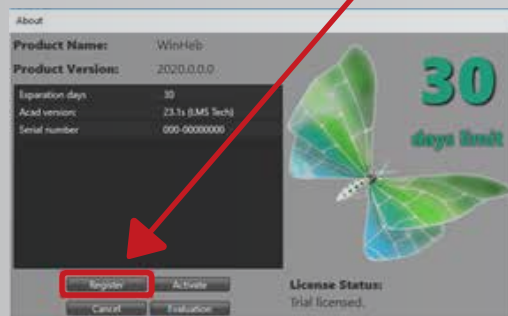 About
Product Name: WinHeb
Product Version: 2020.0.0.0
Exparation days 30
Acad version: 23.1s (LMS Tech)
Serial number 000-00000000
30
days limit
Register Activate
Cancel Evaluation
License Status:
Trial licensed.